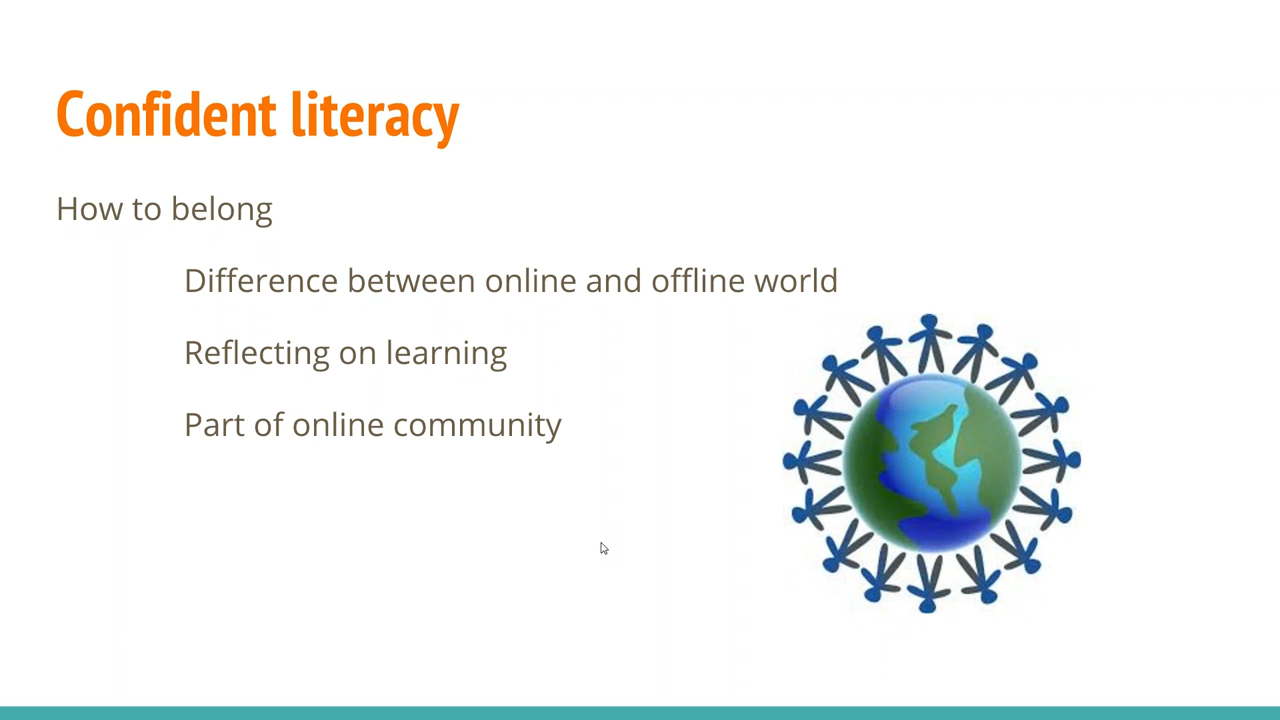 Confident literacy
How to belong
Difference between online and offline world
Reflecting on learning
Part of online community